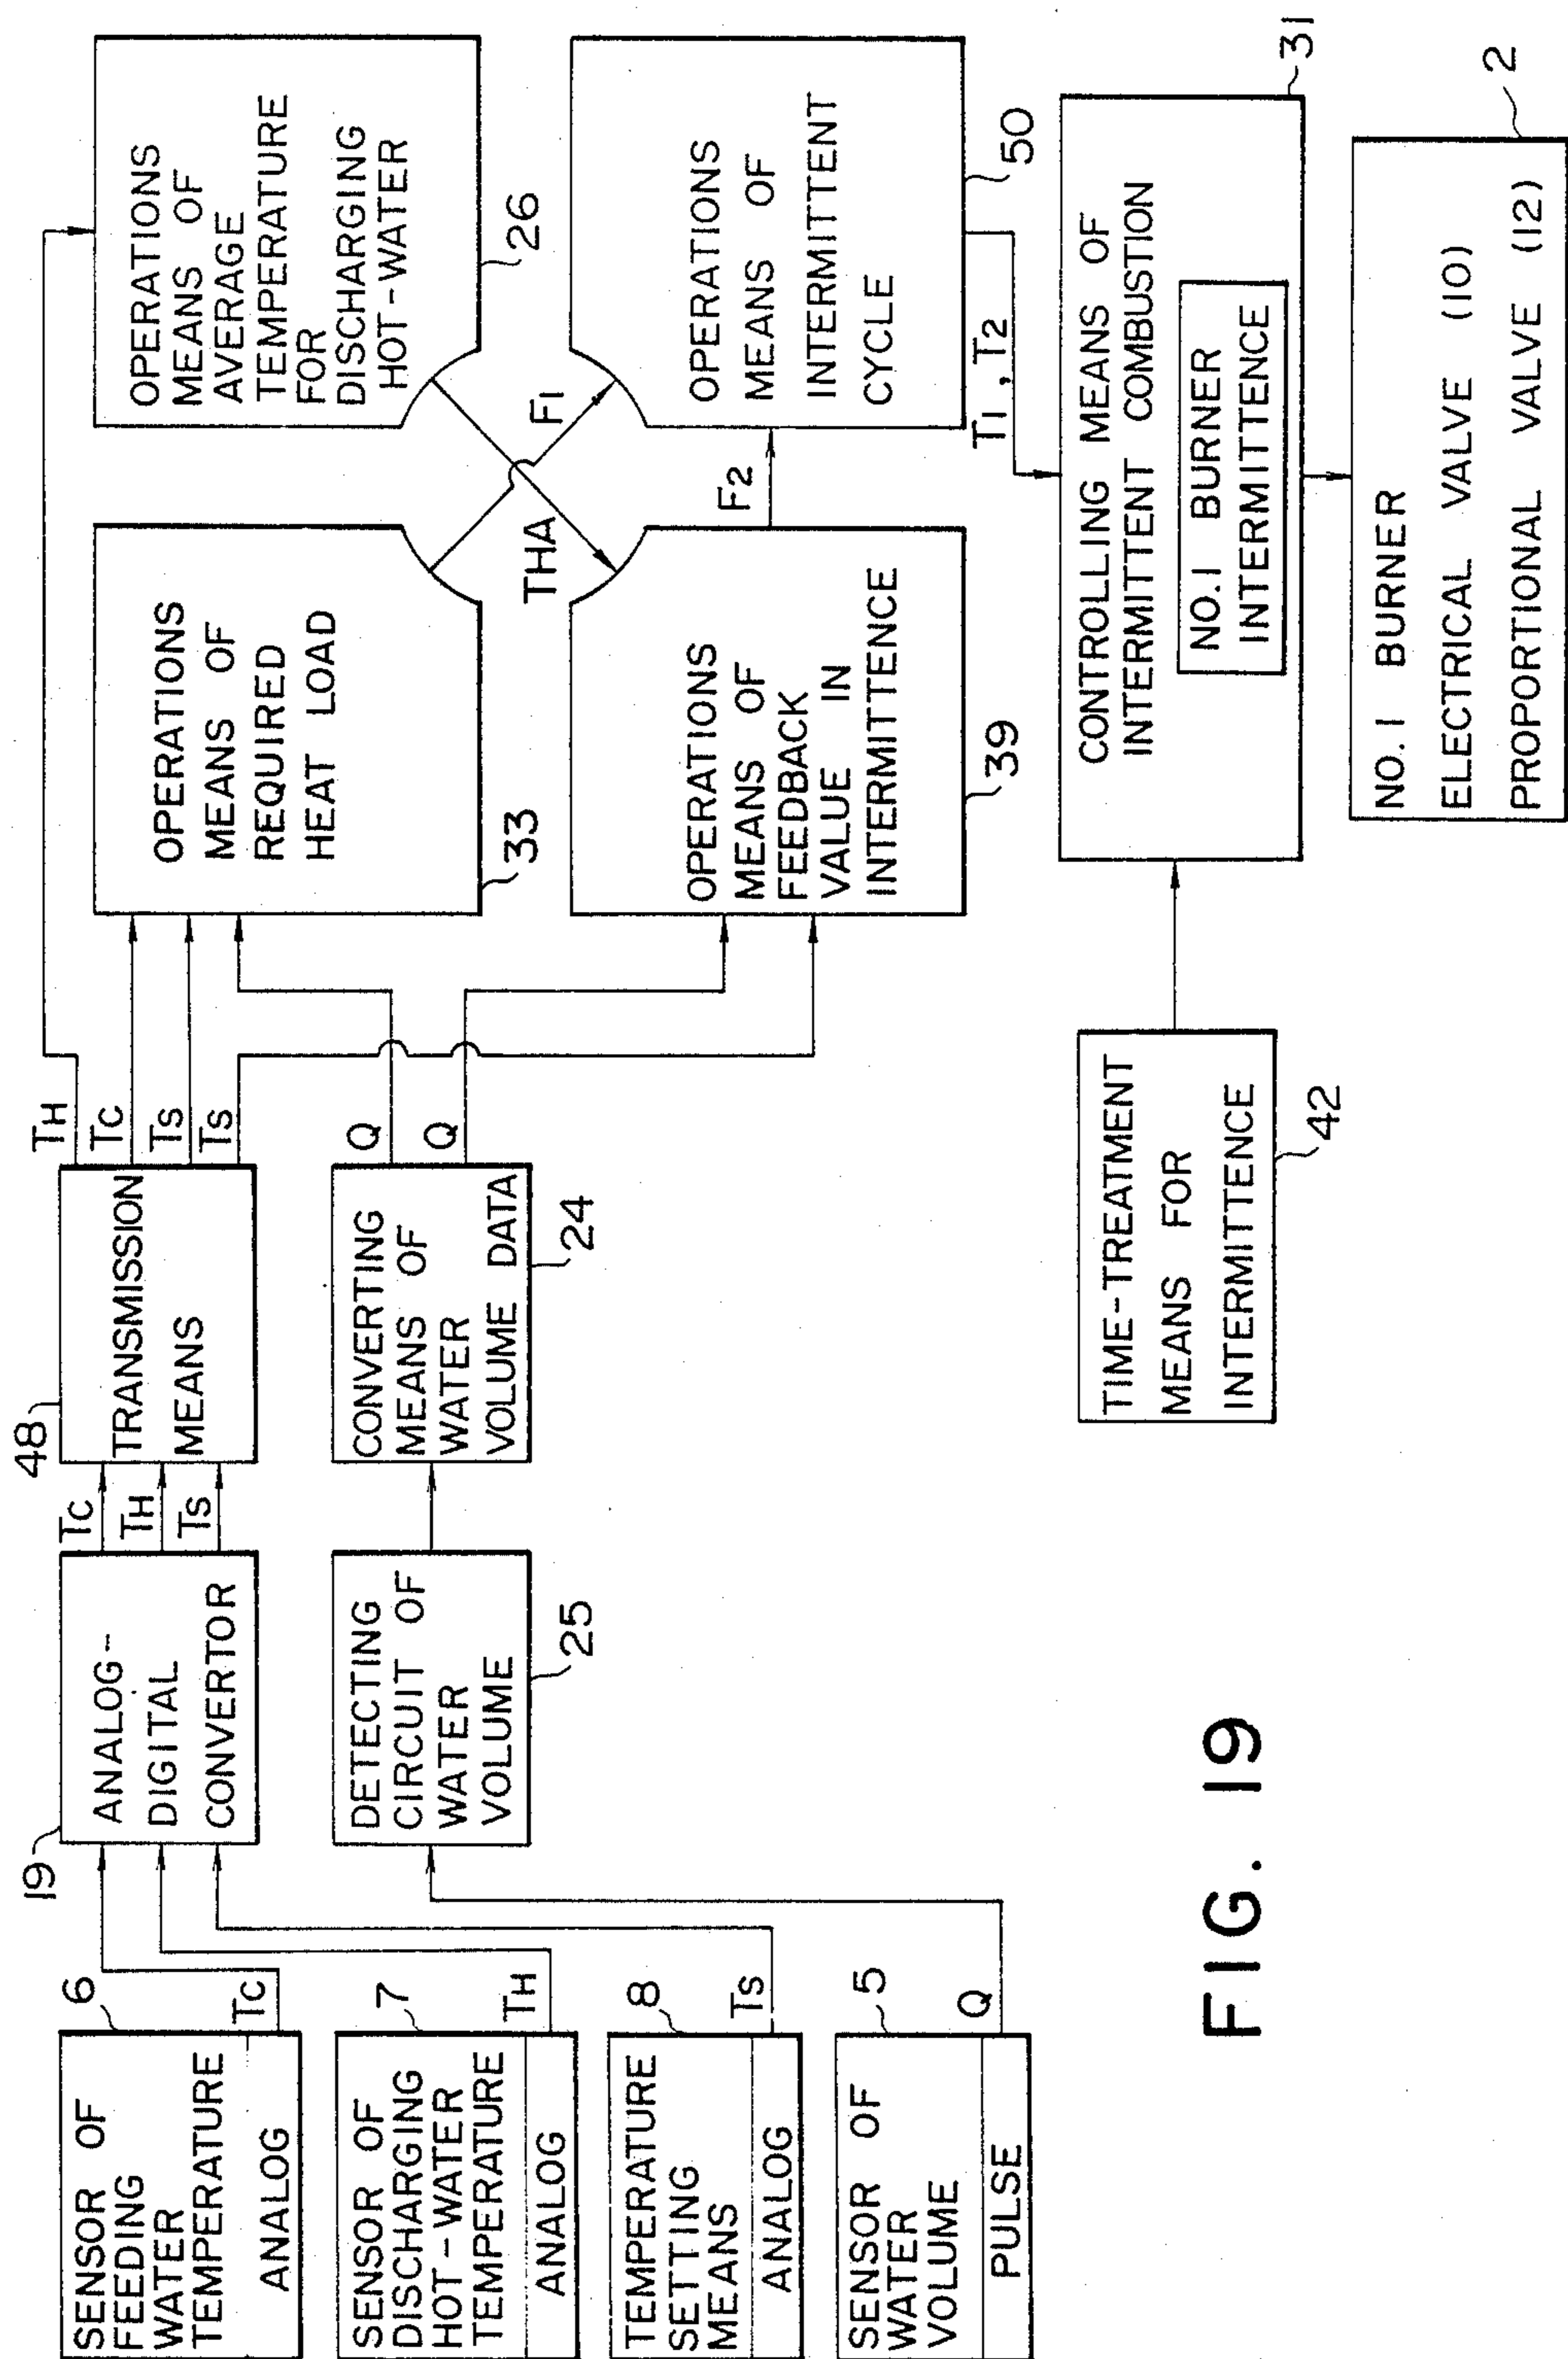 6
SENSOR OF
FEEDING
WATER
TEMPERATURE
ANALOG
TC
7
SENSOR OF
DISCHARGING
HOT-WATER
TEMPERATURE
ANALOG
TH
8
TEMPERATURE
SETTING
MEANS
ANALOG
TS
5
SENSOR OF
WATER
VOLUME
PULSE
Q
19
ANALOG-
DIGITAL
CONVERTOR
TC
TH
TS
DETECTING
CIRCUIT OF
WATER
VOLUME
25
48
TRANSMISSION
MEANS
TH
TC
TS
TS
CONVERTING
MEANS OF
WATER
VOLUME DATA
24
Q
Q
OPERATIONS
MEANS OF
REQUIRED
HEAT LOAD
33
OPERATIONS
MEANS OF
AVERAGE
TEMPERATURE
FOR
DISCHARGING
HOT-WATER
26
F1
THA
OPERATIONS
MEANS OF
FEEDBACK
VALUE IN
INTERMITTENCE
39
F2
OPERATIONS
MEANS OF
INTERMITTENT
CYCLE
50
T1, T2
TIME-TREATMENT
MEANS FOR
INTERMITTENCE
42
CONTROLLING MEANS OF
INTERMITTENT COMBUSTION
NO.1 BURNER
INTERMITTENCE
31
NO.1 BURNER
ELECTRICAL VALVE (10)
PROPORTIONAL VALVE (12)
2
FIG. 19